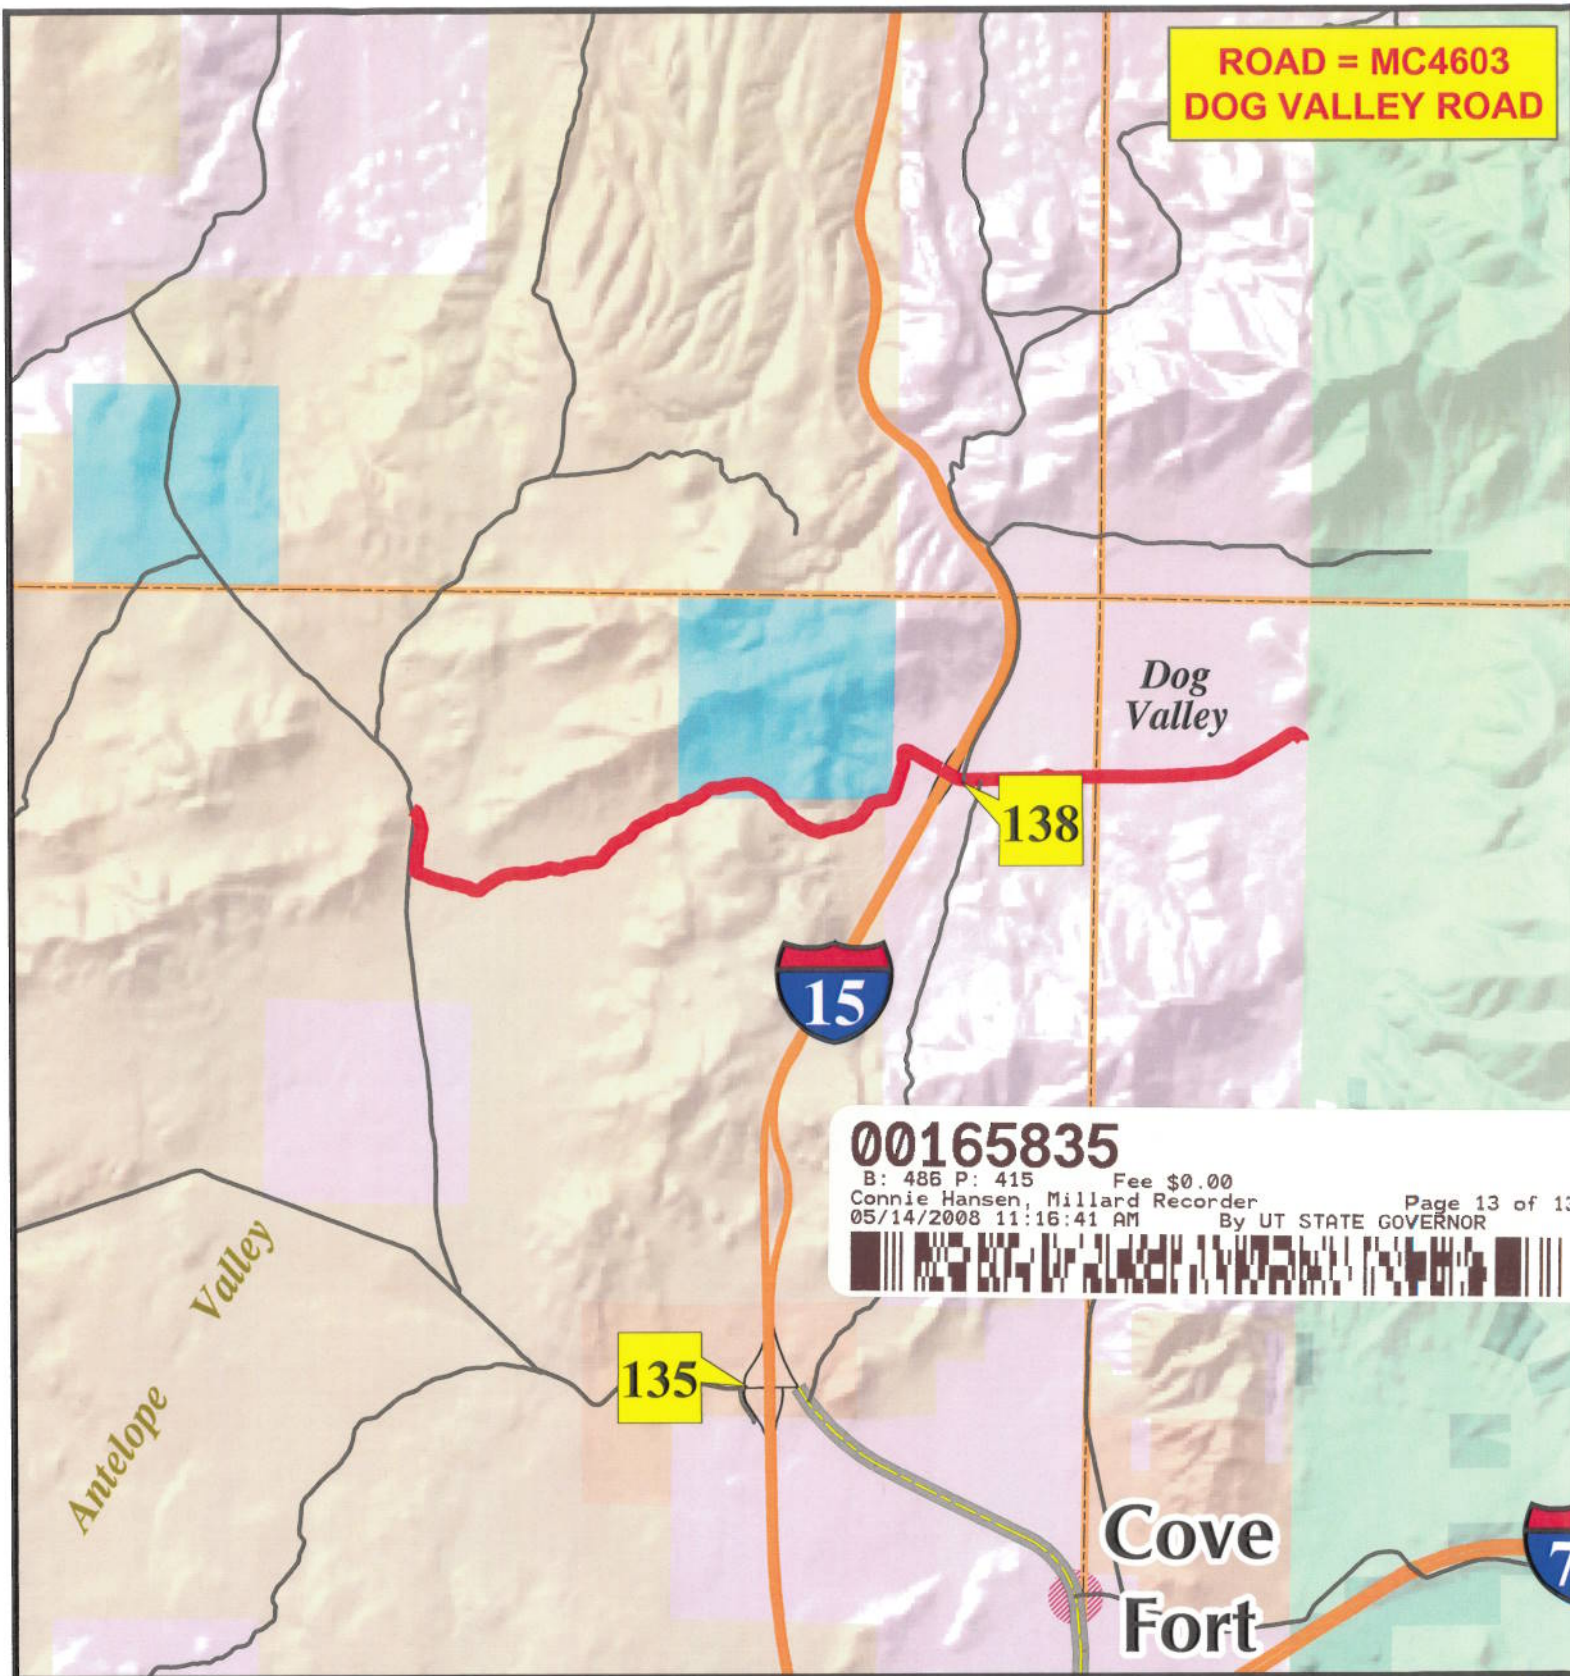 ROAD = MC4603
DOG VALLEY ROAD
Dog
Valley
138
15
00165835
B: 486 P: 415 Fee $0.00
Connie Hansen, Millard Recorder Page 13 of 13
05/14/2008 11:16:41 AM By UT STATE GOVERNOR
Valley
Antelope
135
Cove
Fort
7